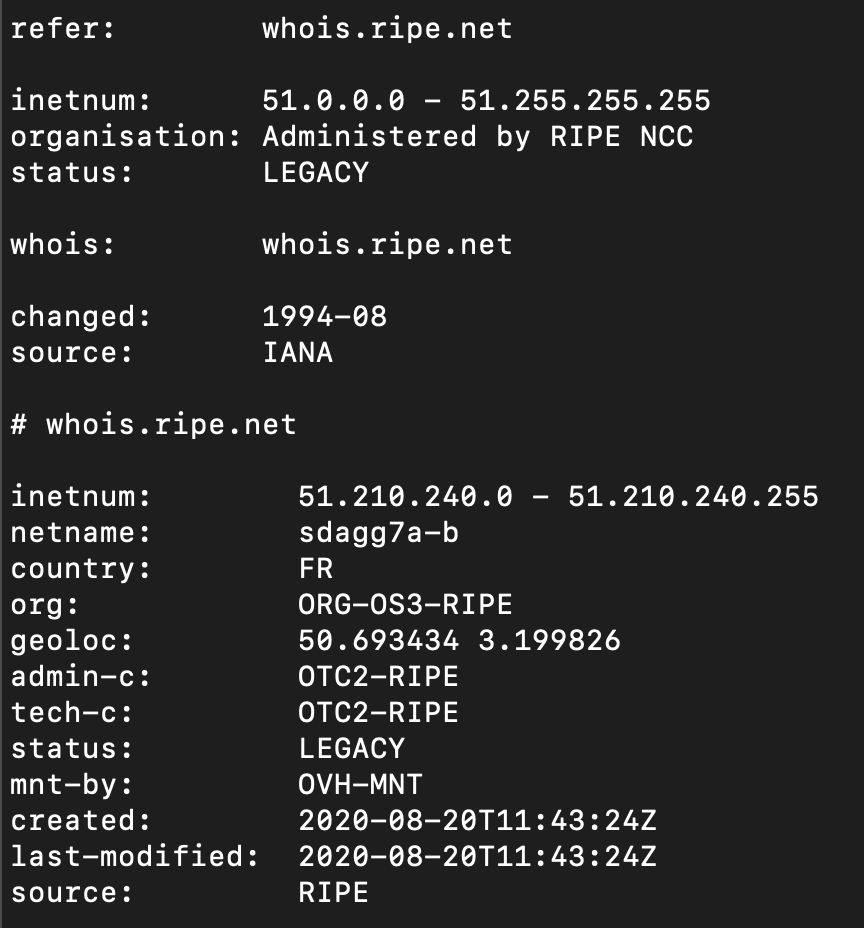 refer: whois.ripe.net
inetnum: 51.0.0.0 - 51.255.255.255
organisation: Administered by RIPE NCC
status: LEGACY
whois: whois.ripe.net
changed: 1994-08
source: IANA
# whois.ripe.net
inetnum: 51.210.240.0 - 51.210.240.255
netname: sdagg7a-b
country: FR
org: ORG-OS3-RIPE
geoloc: 50.693434 3.199826
admin-c: OTC2-RIPE
tech-c: OTC2-RIPE
status: LEGACY
mnt-by: OVH-MNT
created: 2020-08-20T11:43:24Z
last-modified: 2020-08-20T11:43:24Z
source: RIPE